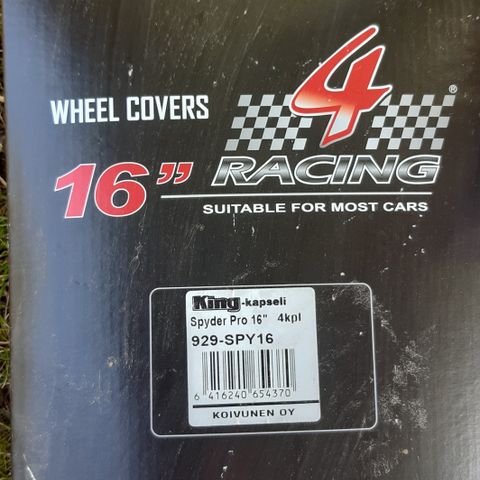 WHEEL COVERS
4
®
RACING
16”
SUITABLE FOR MOST CARS
King-kapseli
Spyder Pro 16" 4kpl
929-SPY16
6 416240 654370
KOIVUNEN OY